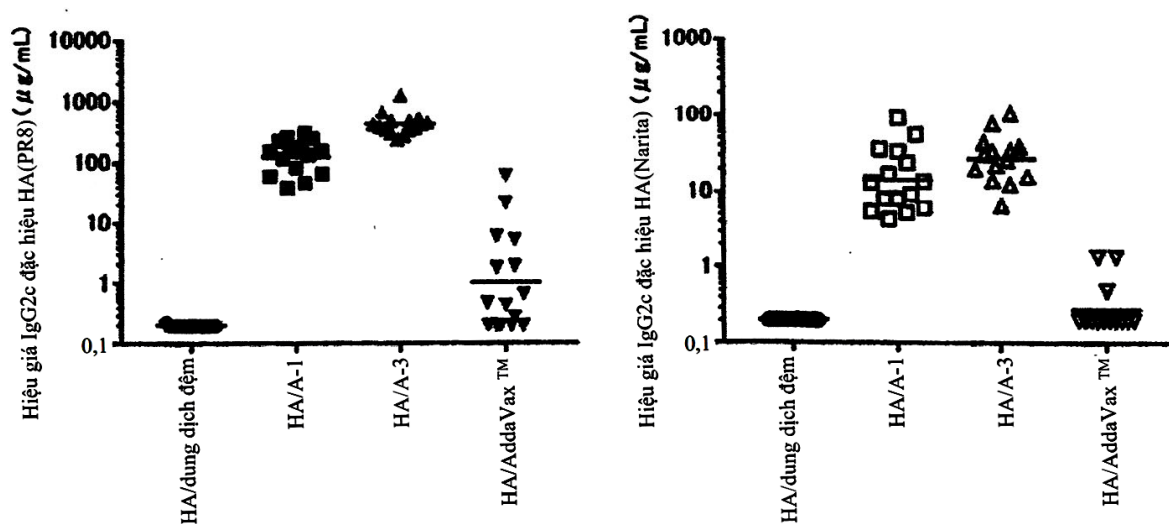 Hiệu giá IgG2c đặc hiệu HA(PR8) (μg/mL)
10000
1000
100
10
1
0,1
HA/dung dịch đệm
HA/A-1
HA/A-3
HA/AddaVax™
Hiệu giá IgG2c đặc hiệu HA(Narita) (μg/mL)
1000
100
10
1
0,1
HA/dung dịch đệm
HA/A-1
HA/A-3
HA/AddaVax™